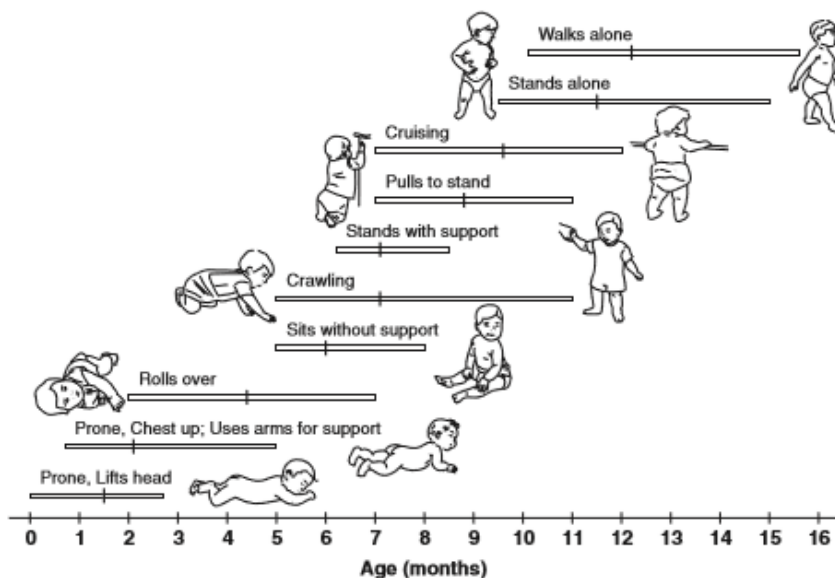 Walks alone
Stands alone
Cruising
Pulls to stand
Stands with support
Crawling
Sits without support
Rolls over
Prone, Chest up; Uses arms for support
Prone, Lifts head
0 1 2 3 4 5 6 7 8 9 10 11 12 13 14 15 16
Age (months)